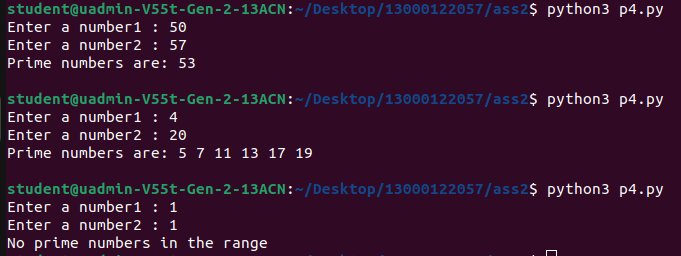 student@uadmin-V55t-Gen-2-13ACN:~/Desktop/13000122057/ass2$ python3 p4.py
Enter a number1 : 50
Enter a number2 : 57
Prime numbers are: 53
student@uadmin-V55t-Gen-2-13ACN:~/Desktop/13000122057/ass2$ python3 p4.py
Enter a number1 : 4
Enter a number2 : 20
Prime numbers are: 5 7 11 13 17 19
student@uadmin-V55t-Gen-2-13ACN:~/Desktop/13000122057/ass2$ python3 p4.py
Enter a number1 : 1
Enter a number2 : 1
No prime numbers in the range